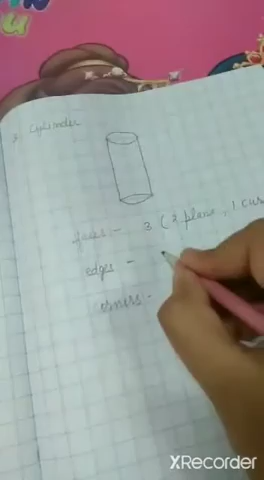 Cylinder
faces - 3 ( 2 plane, 1 cur
edges -
corners -
XRecorder